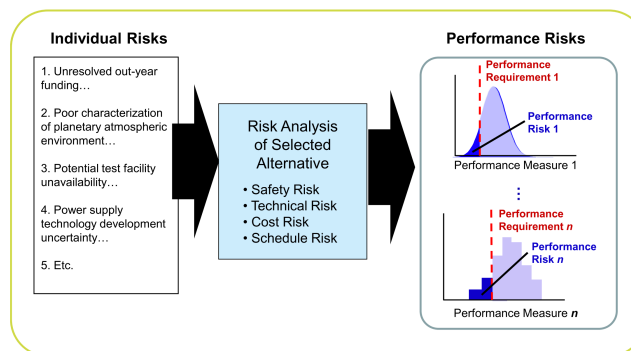 Individual Risks
1. Unresolved out-year
funding…
2. Poor characterization
of planetary atmospheric
environment…
3. Potential test facility
unavailability…
4. Power supply
technology development
uncertainty…
5. Etc.
Risk Analysis
of Selected
Alternative
• Safety Risk
• Technical Risk
• Cost Risk
• Schedule Risk
Performance Risks
Performance
Requirement 1
Performance
Risk 1
Performance Measure 1
Performance
Requirement n
Performance
Risk n
Performance Measure n